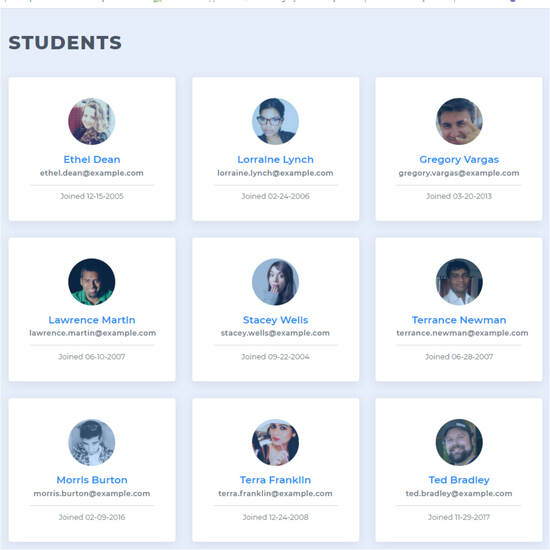 STUDENTS
Ethel Dean
ethel.dean@example.com
Joined 12-15-2005
Lorraine Lynch
lorraine.lynch@example.com
Joined 02-24-2006
Gregory Vargas
gregory.vargas@example.com
Joined 03-20-2013
Lawrence Martin
lawrence.martin@example.com
Joined 06-10-2007
Stacey Wells
stacey.wells@example.com
Joined 09-22-2004
Terrance Newman
terrance.newman@example.com
Joined 06-28-2007
Morris Burton
morris.burton@example.com
Joined 02-09-2016
Terra Franklin
terra.franklin@example.com
Joined 12-24-2008
Ted Bradley
ted.bradley@example.com
Joined 11-29-2017